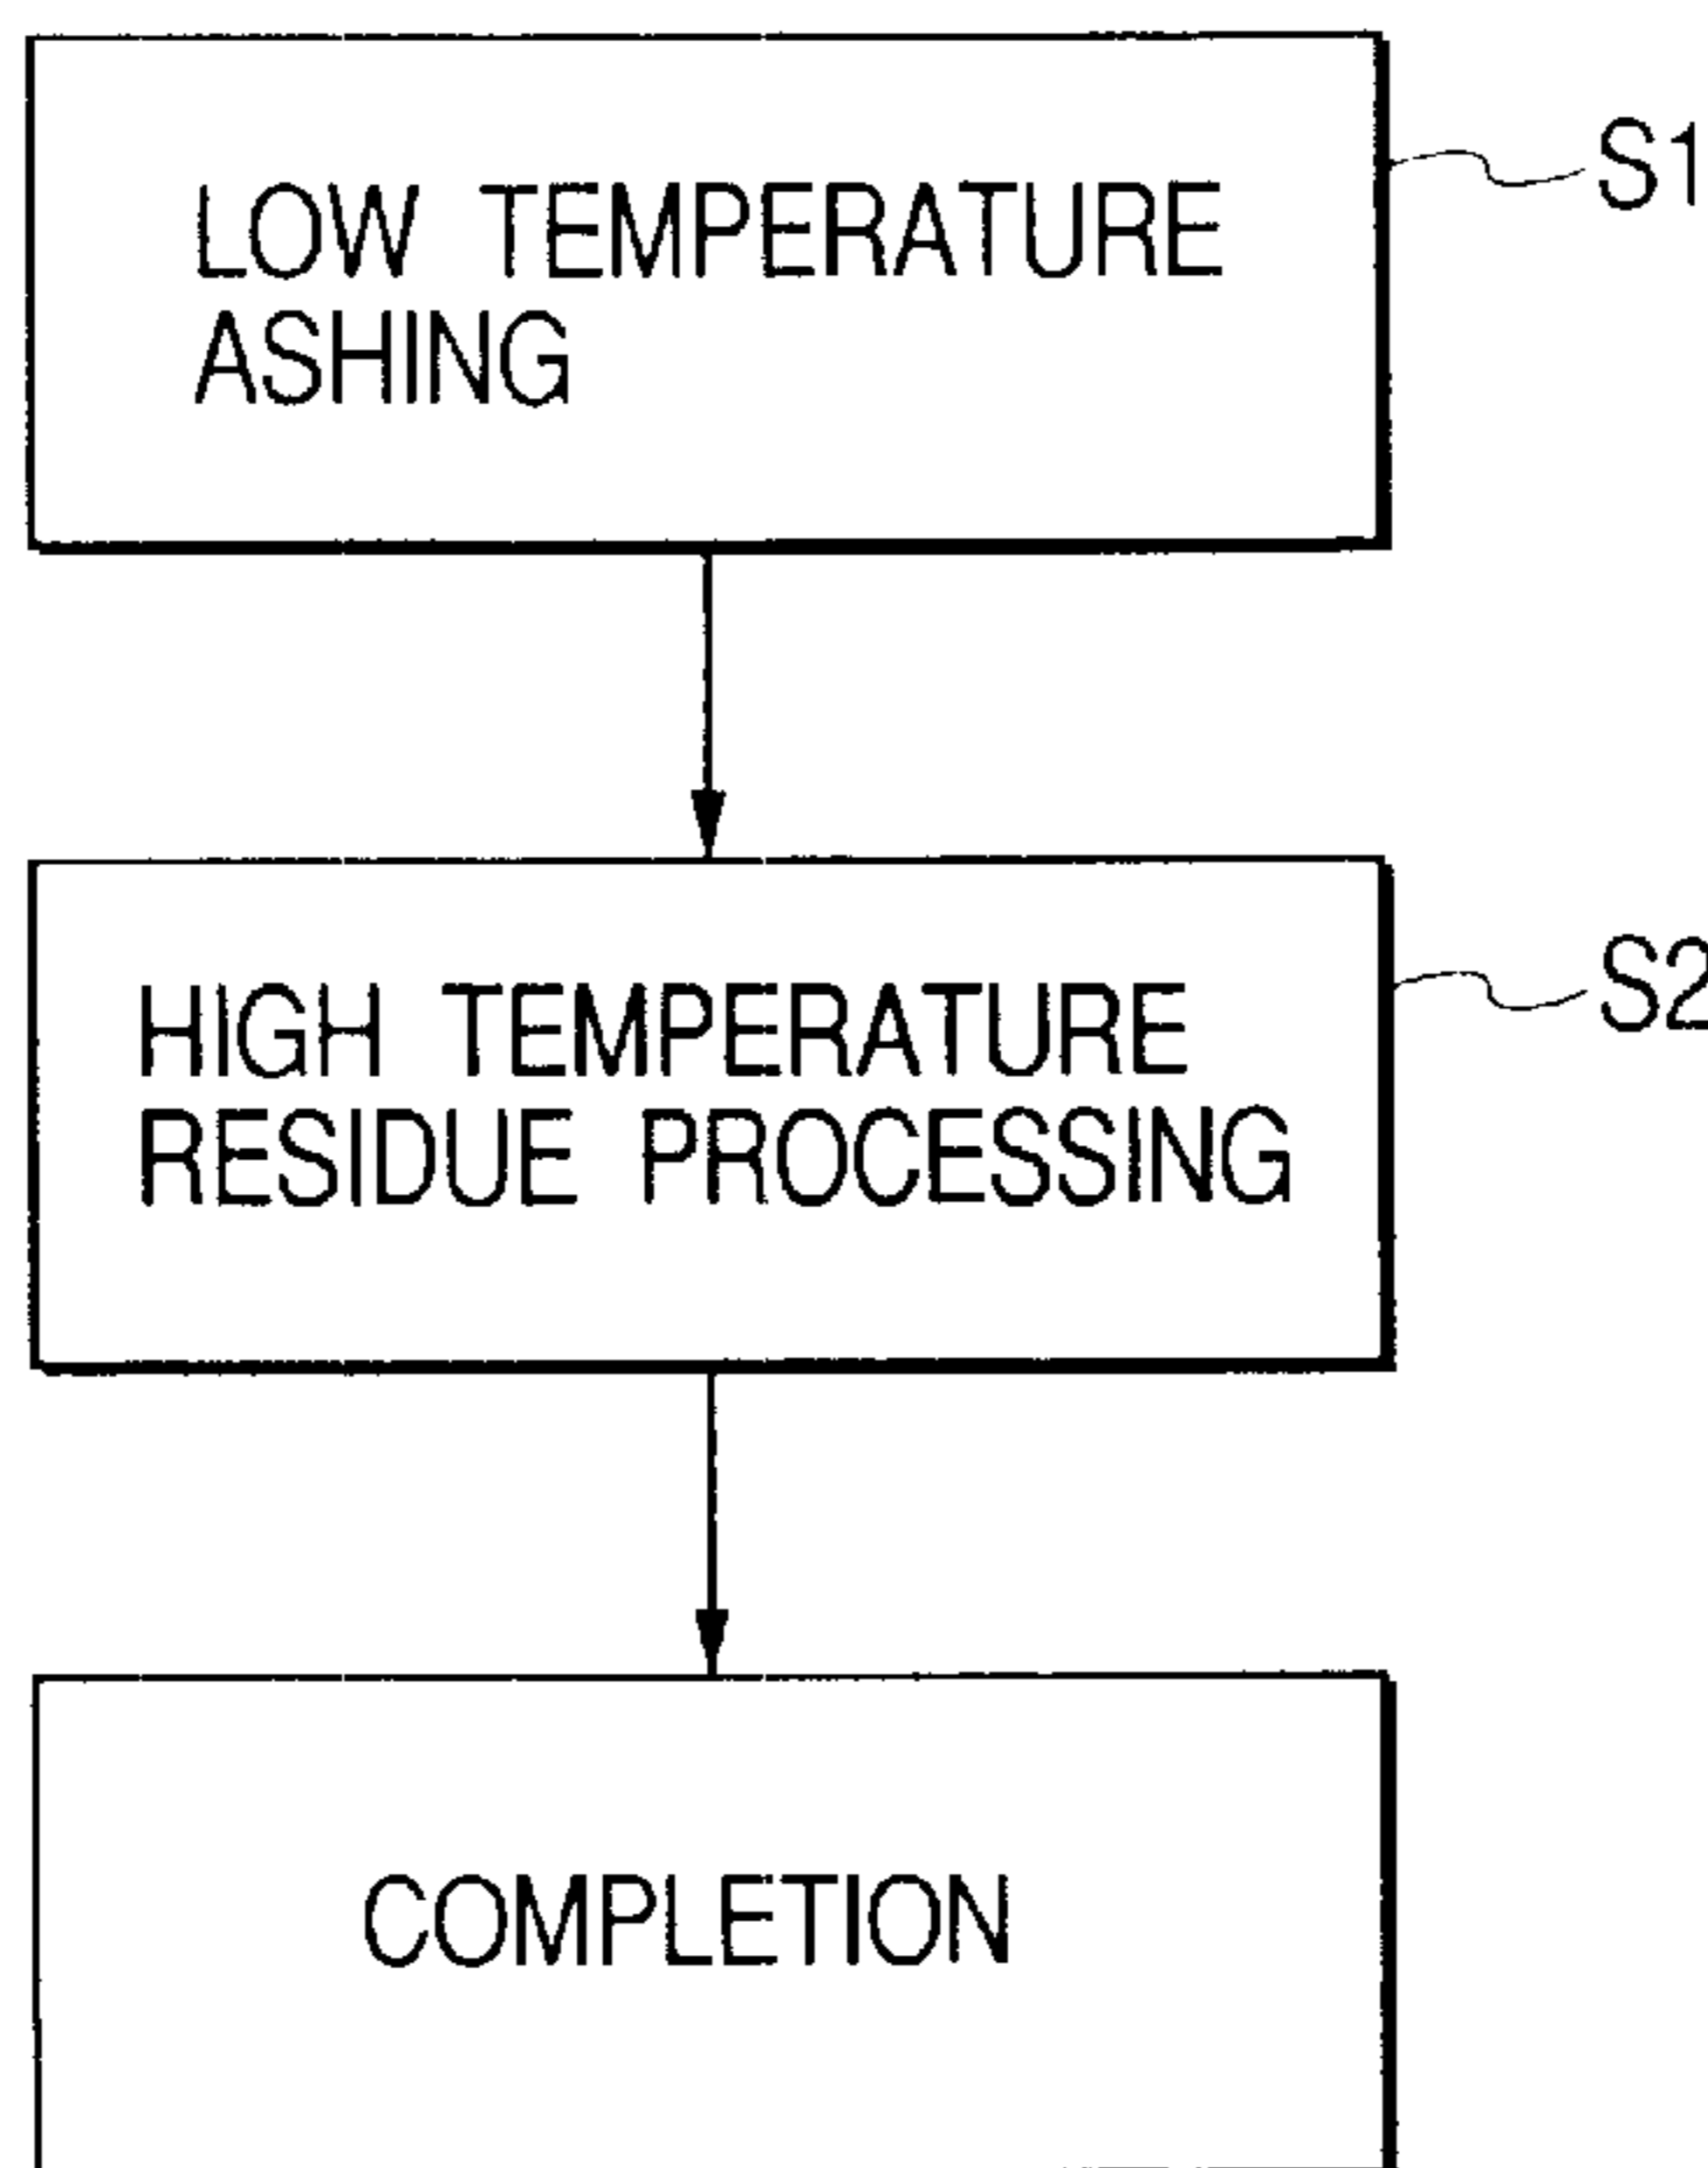 LOW TEMPERATURE
ASHING
S1
HIGH TEMPERATURE
RESIDUE PROCESSING
S2
COMPLETION